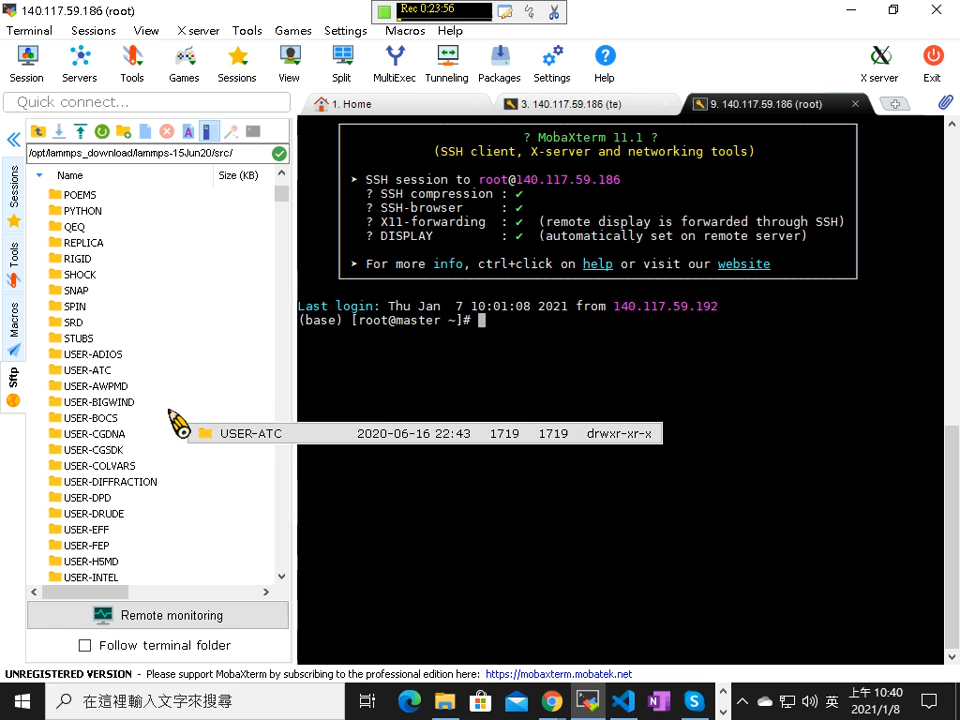 140.117.59.186 (root)
Rec 0:23:56
Terminal Sessions View X server Tools Games Settings Macros Help
Session Servers Tools Games Sessions View Split MultiExec Tunneling Packages Settings Help X server Exit
Quick connect...
1. Home
3. 140.117.59.186 (te)
9. 140.117.59.186 (root)
/opt/lammps_download/lammps-15Jun20/src/
Name Size (KB)
Sessions
Tools
Macros
Sftp
POEMS
PYTHON
QEQ
REPLICA
RIGID
SHOCK
SNAP
SPIN
SRD
STUBS
USER-ADIOS
USER-ATC
USER-AWPMD
USER-BIGWIND
USER-BOCS
USER-CGDNA
USER-CGSDK
USER-COLVARS
USER-DIFFRACTION
USER-DPD
USER-DRUDE
USER-EFF
USER-FEP
USER-H5MD
USER-INTEL
USER-ATC 2020-06-16 22:43 1719 1719 drwxr-xr-x
Remote monitoring
Follow terminal folder
? MobaXterm 11.1 ?
(SSH client, X-server and networking tools)
➤ SSH session to root@140.117.59.186
? SSH compression : ✔
? SSH-browser : ✔
? X11-forwarding : ✔ (remote display is forwarded through SSH)
? DISPLAY : ✔ (automatically set on remote server)
➤ For more info, ctrl+click on help or visit our website
Last login: Thu Jan 7 10:01:08 2021 from 140.117.59.192
(base) [root@master ~]#
UNREGISTERED VERSION - Please support MobaXterm by subscribing to the professional edition here: https://mobaxterm.mobatek.net
在這裡輸入文字來搜尋
英
上午 10:40
2021/1/8